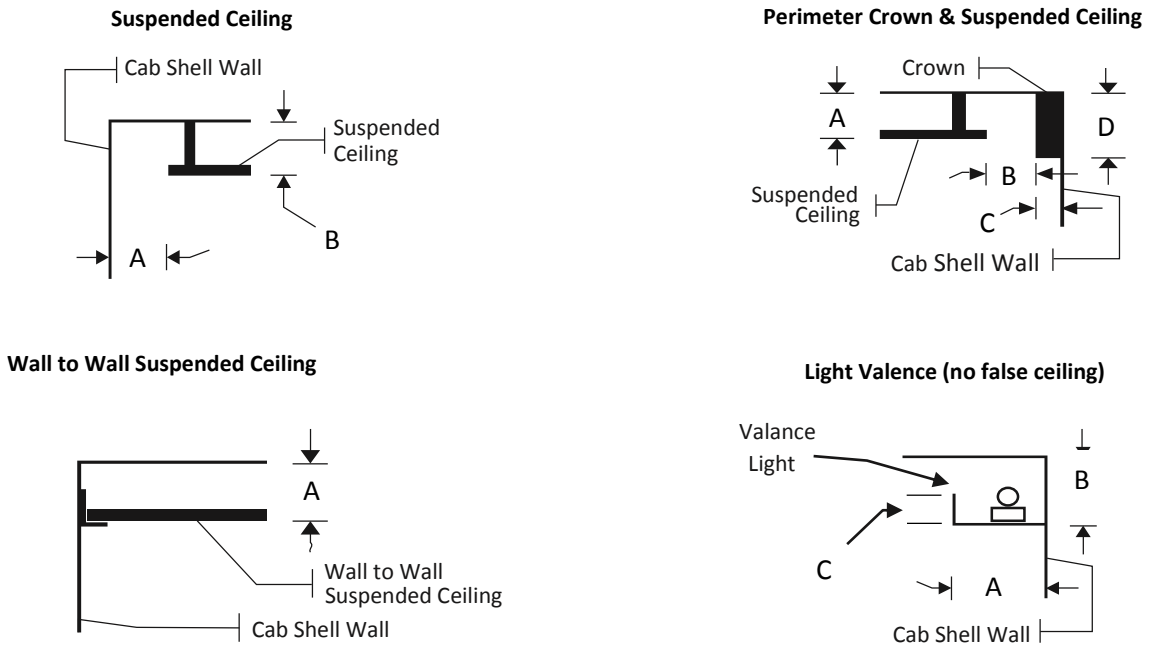 Suspended Ceiling
Cab Shell Wall
Suspended
Ceiling
B
A
Perimeter Crown & Suspended Ceiling
Crown
A
D
B
Suspended
Ceiling
C
Cab Shell Wall
Wall to Wall Suspended Ceiling
A
Wall to Wall
Suspended Ceiling
Cab Shell Wall
Light Valence (no false ceiling)
Valance
Light
B
C
A
Cab Shell Wall